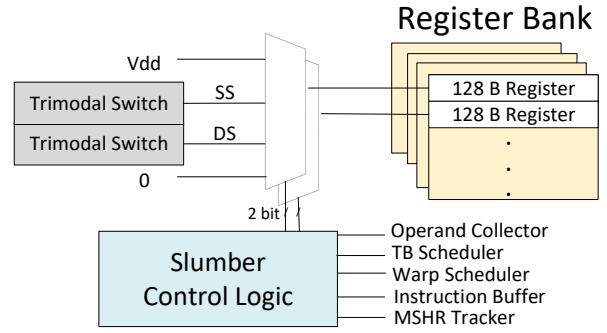 Register Bank
Vdd
Trimodal Switch
SS
128 B Register
Trimodal Switch
DS
128 B Register
0
.
.
.
2 bit
Slumber
Control Logic
Operand Collector
TB Scheduler
Warp Scheduler
Instruction Buffer
MSHR Tracker